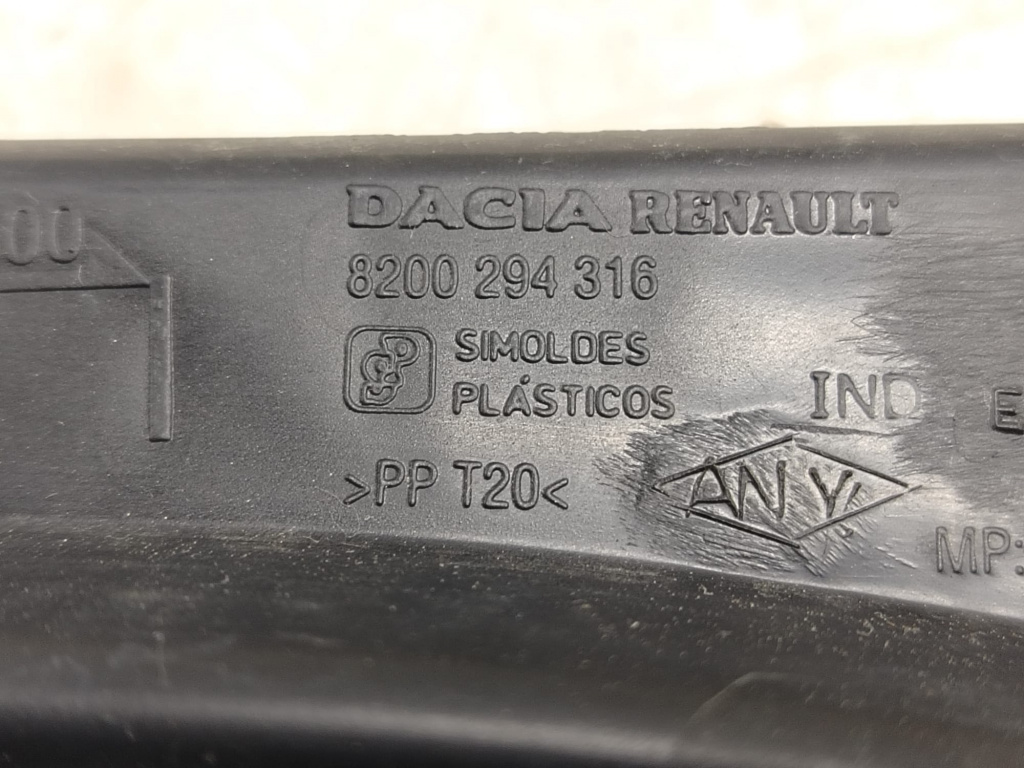 DACIA RENAULT
8200 294 316
SIMOLDES
PLÁSTICOS
IND
>PP T20<
MP: